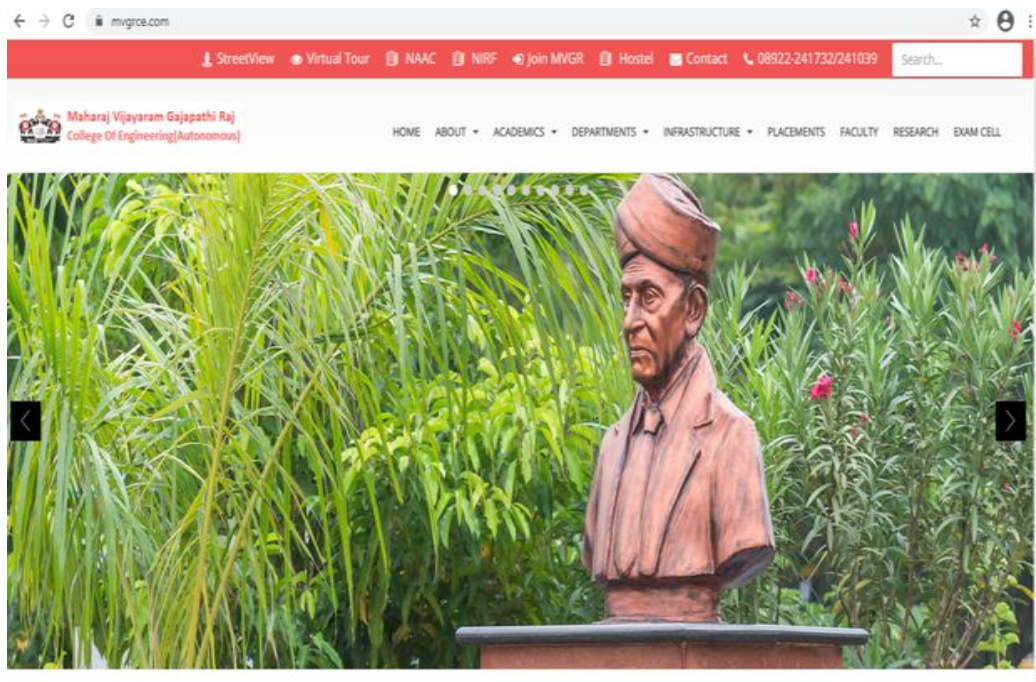 mvgrce.com
StreetView Virtual Tour NAAC NIRF Join MVGR Hostel Contact 08922-241732/241039 Search...
Maharaj Vijayaram Gajapathi Raj
College Of Engineering(Autonomous)
HOME ABOUT ACADEMICS DEPARTMENTS INFRASTRUCTURE PLACEMENTS FACULTY RESEARCH EXAM CELL